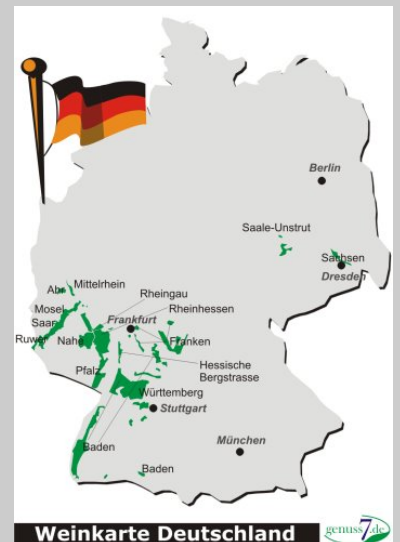 Berlin
Saale-Unstrut
Sachsen
Dresden
Ahr
Mittelrhein
Rheingau
Mosel
Rheinhessen
Saar
Frankfurt
Ruwer
Nahe
Franken
Hessische
Bergstrasse
Pfalz
Württemberg
Stuttgart
München
Baden
Baden
Weinkarte Deutschland
genuss7.de